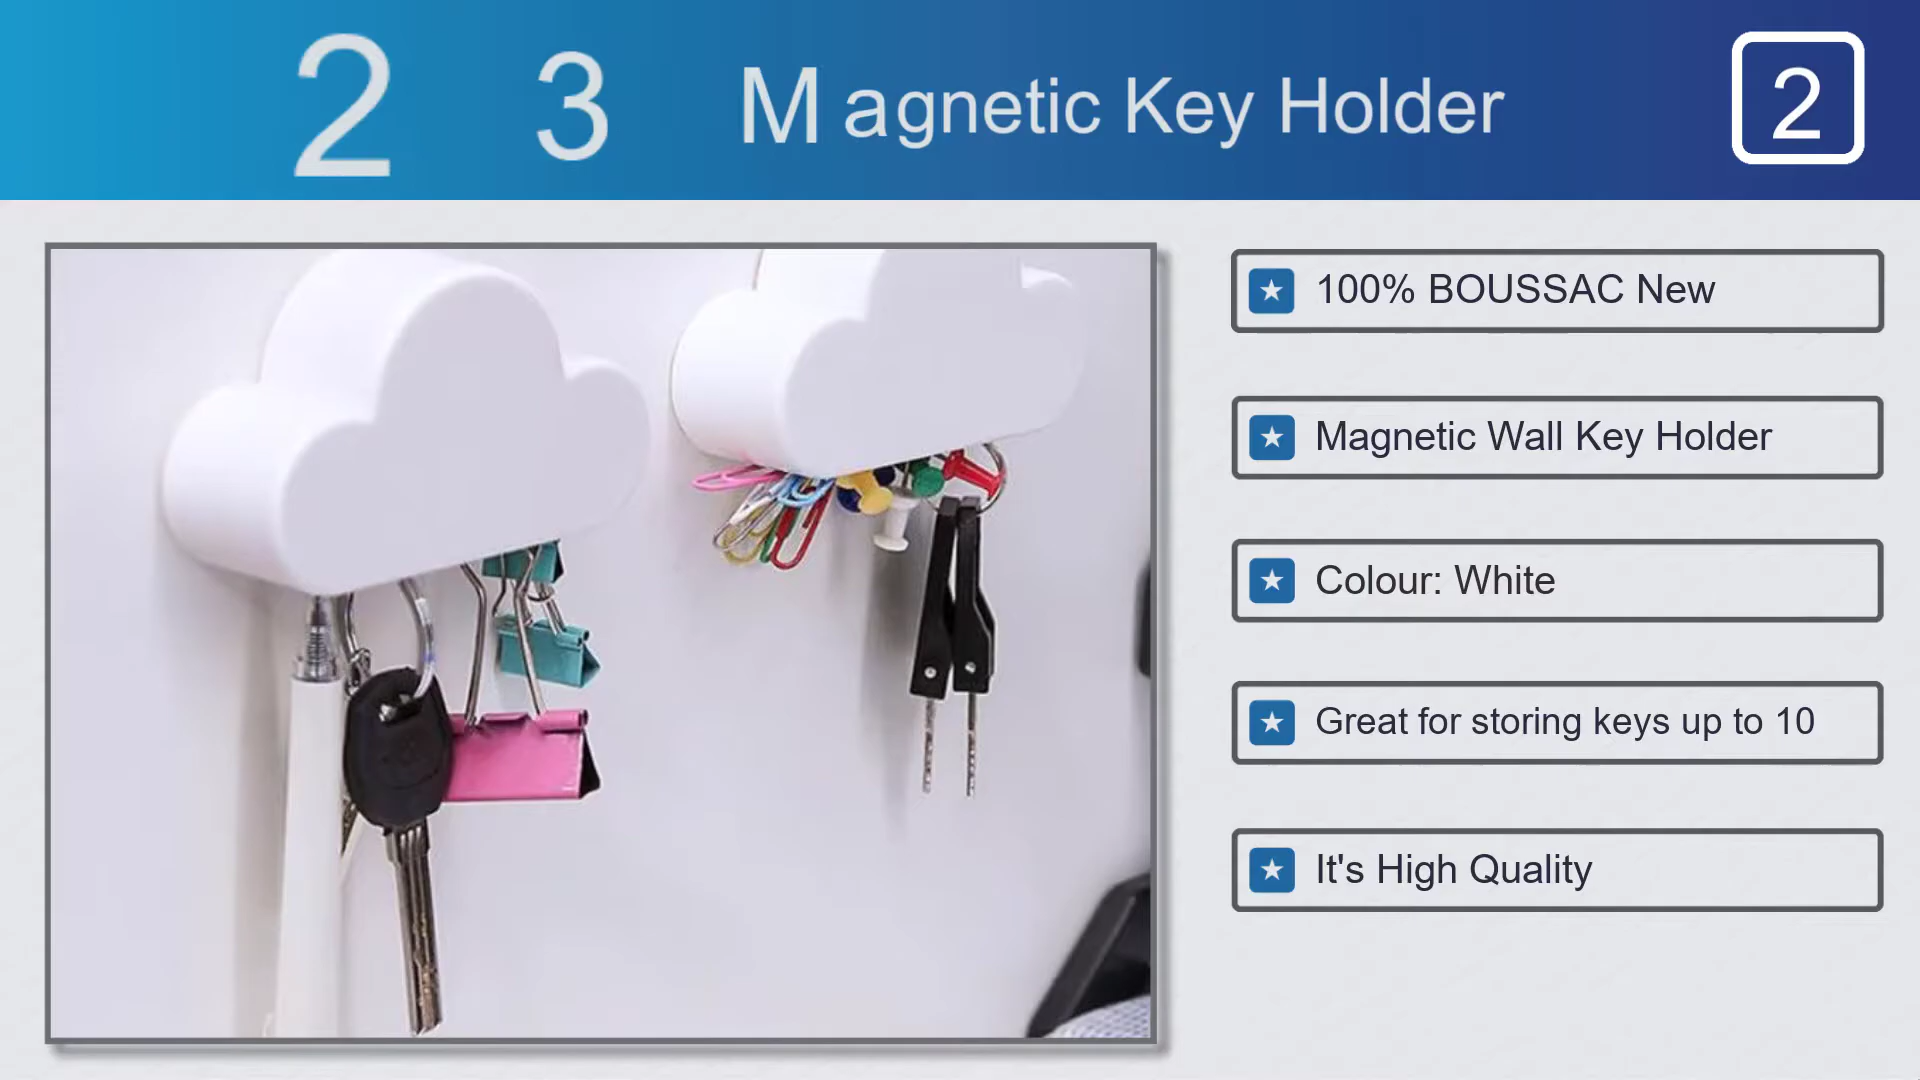 2 3 Magnetic Key Holder
2
100% BOUSSAC New
Magnetic Wall Key Holder
Colour: White
Great for storing keys up to 10
It's High Quality